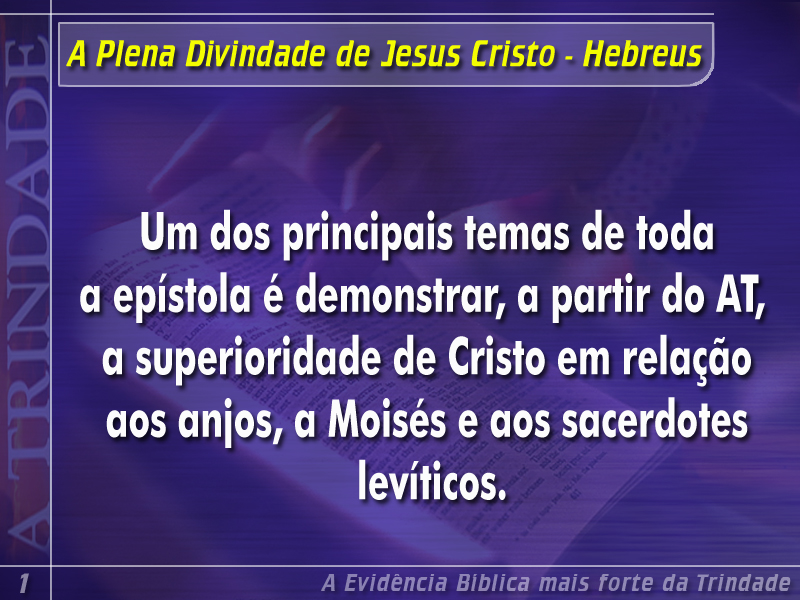 A Plena Divindade de Jesus Cristo - Hebreus
A TRINDADE
Um dos principais temas de toda
a epístola é demonstrar, a partir do AT,
a superioridade de Cristo em relação
aos anjos, a Moisés e aos sacerdotes
levíticos.
1
A Evidência Bíblica mais forte da Trindade